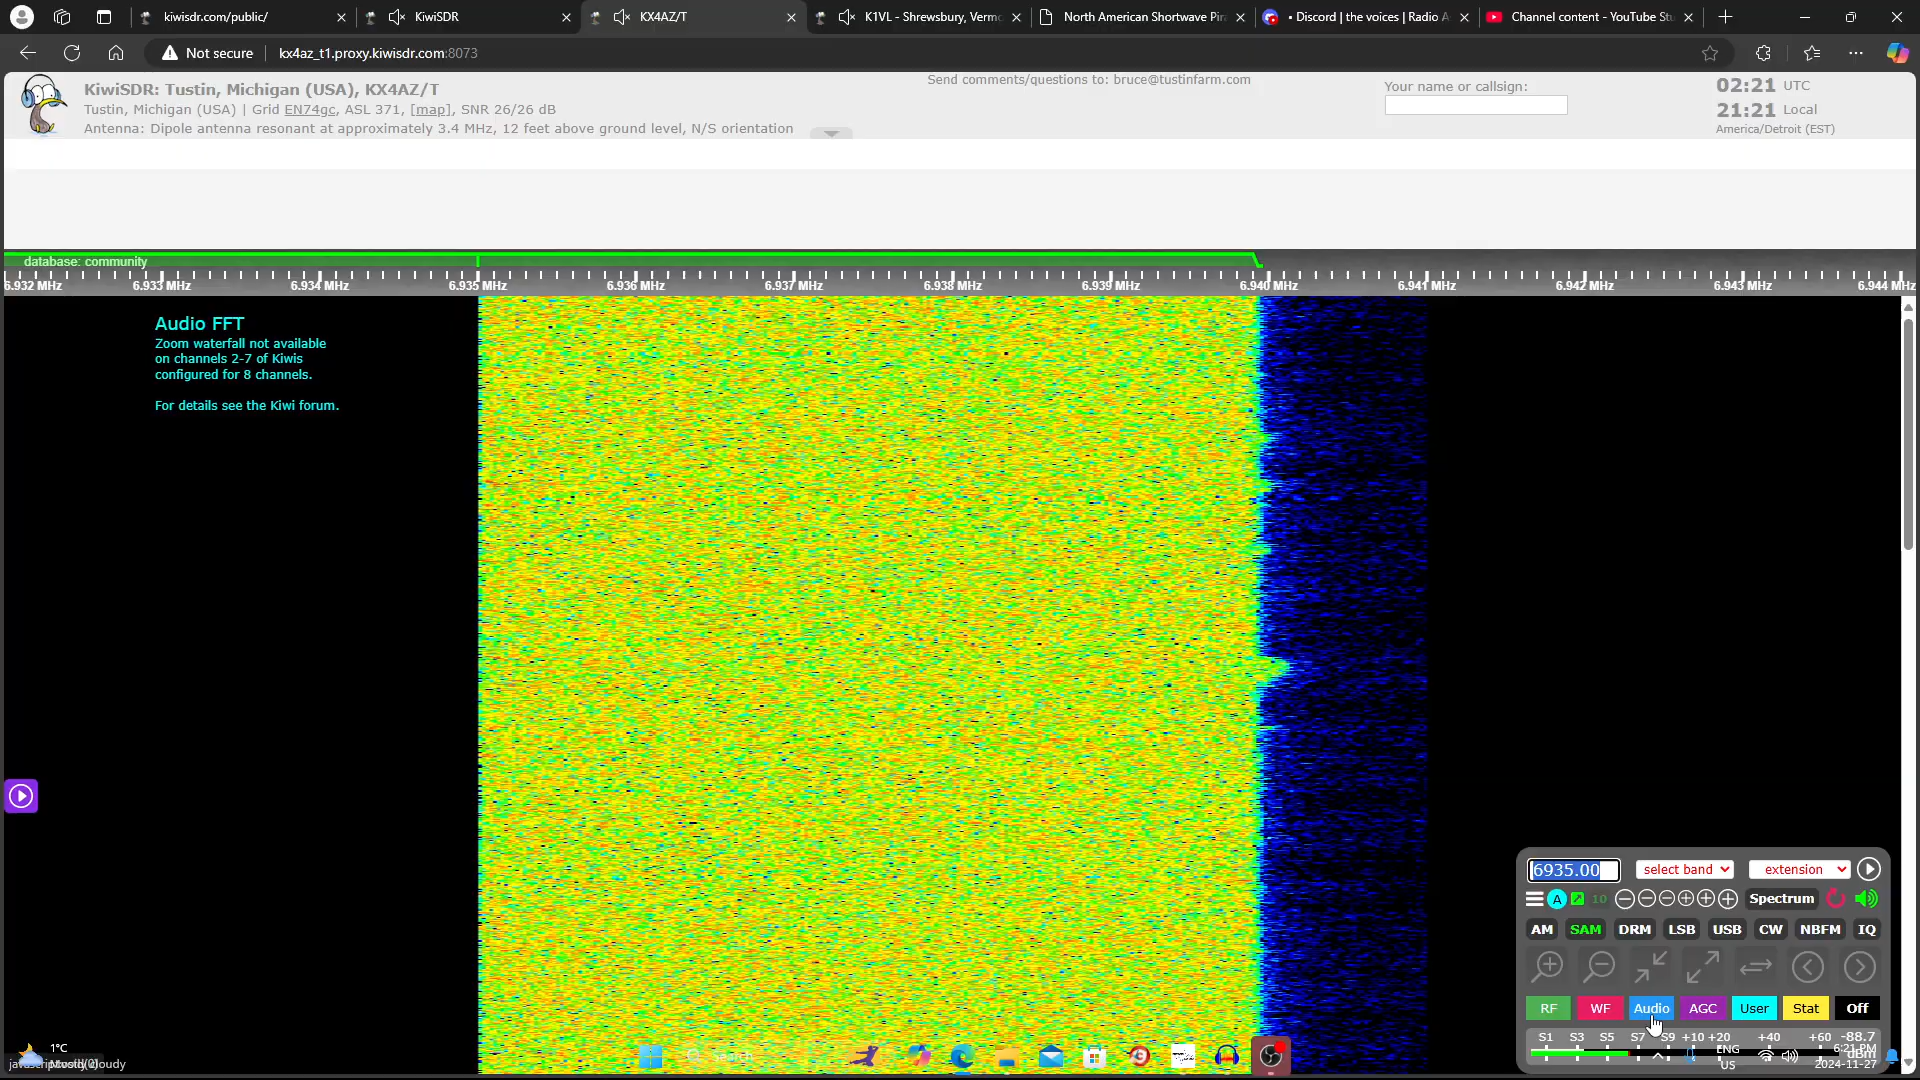 kiwisdr.com/public/
KiwiSDR
KX4AZ/T
K1VL - Shrewsbury, Vermo
North American Shortwave Pir
• Discord | the voices | Radio A
Channel content - YouTube Stu
Not secure
kx4az_t1.proxy.kiwisdr.com:8073
KiwiSDR: Tustin, Michigan (USA), KX4AZ/T
Tustin, Michigan (USA) | Grid EN74gc, ASL 371, [map], SNR 26/26 dB
Antenna: Dipole antenna resonant at approximately 3.4 MHz, 12 feet above ground level, N/S orientation
Send comments/questions to: bruce@tustinfarm.com
Your name or callsign:
02:21 UTC
21:21 Local
America/Detroit (EST)
database: community
6.932 MHz 6.933 MHz 6.934 MHz 6.935 MHz 6.936 MHz 6.937 MHz 6.938 MHz 6.939 MHz 6.940 MHz 6.941 MHz 6.942 MHz 6.943 MHz 6.944 MHz
Audio FFT
Zoom waterfall not available
on channels 2-7 of Kiwis
configured for 8 channels.
For details see the Kiwi forum.
6935.00 select band extension
A 10 Spectrum
AM SAM DRM LSB USB CW NBFM IQ
RF WF Audio AGC User Stat Off
S1 S3 S5 S7 S9 +10 +20 +40 +60 -88.7
dBm
1°C
Search
ENG
US
6:21 PM
2024-11-27